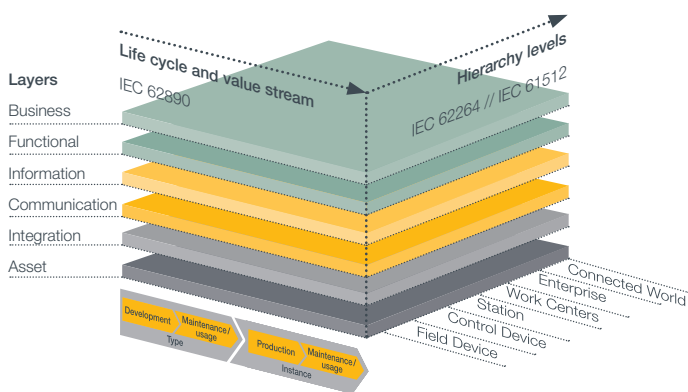 Life cycle and value stream
IEC 62890
Hierarchy levels
IEC 62264 // IEC 61512
Layers
Business
Functional
Information
Communication
Integration
Asset
Connected World
Enterprise
Work Centers
Station
Control Device
Field Device
Development
Maintenance/
usage
Type
Production
Maintenance/
usage
Instance